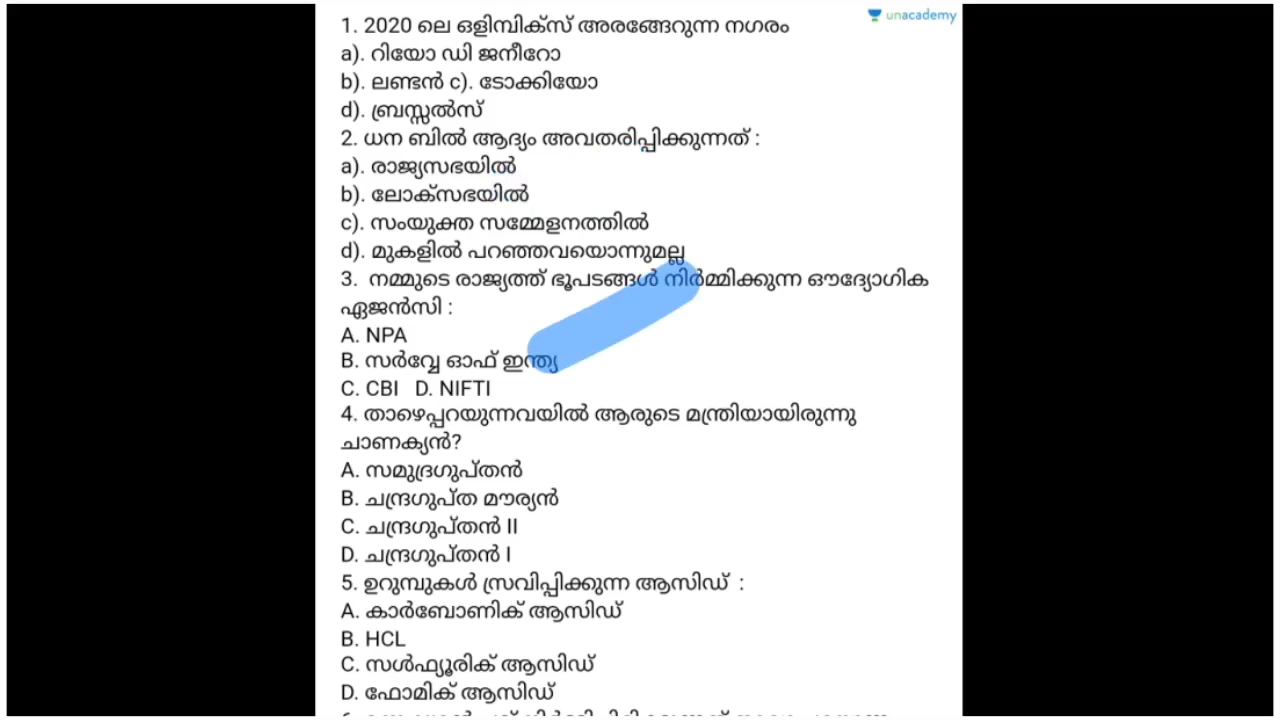 unacademy
1. 2020 ലെ ഒളിമ്പിക്സ് അരങ്ങേറുന്ന നഗരം
a). റിയോ ഡി ജനീറോ
b). ലണ്ടൻ c). ടോക്കിയോ
d). ബ്രസ്സൽസ്
2. ധന ബിൽ ആദ്യം അവതരിപ്പിക്കുന്നത് :
a). രാജ്യസഭയിൽ
b). ലോക്സഭയിൽ
c). സംയുക്ത സമ്മേളനത്തിൽ
d). മുകളിൽ പറഞ്ഞവയൊന്നുമല്ല
3. നമ്മുടെ രാജ്യത്ത് ഭൂപടങ്ങൾ നിർമ്മിക്കുന്ന ഔദ്യോഗിക
ഏജൻസി :
A. NPA
B. സർവ്വേ ഓഫ് ഇന്ത്യ
C. CBI D. NIFTI
4. താഴെപ്പറയുന്നവയിൽ ആരുടെ മന്ത്രിയായിരുന്നു
ചാണക്യൻ?
A. സമുദ്രഗുപ്തൻ
B. ചന്ദ്രഗുപ്ത മൗര്യൻ
C. ചന്ദ്രഗുപ്തൻ II
D. ചന്ദ്രഗുപ്തൻ I
5. ഉറുമ്പുകൾ സ്രവിപ്പിക്കുന്ന ആസിഡ് :
A. കാർബോണിക് ആസിഡ്
B. HCL
C. സൾഫ്യൂരിക് ആസിഡ്
D. ഫോമിക് ആസിഡ്